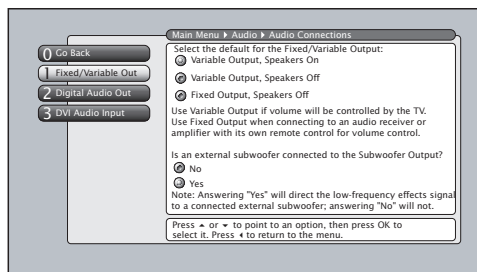 Main Menu ▸ Audio ▸ Audio Connections
0 Go Back
1 Fixed/Variable Out
2 Digital Audio Out
3 DVI Audio Input
Select the default for the Fixed/Variable Output:
Variable Output, Speakers On
Variable Output, Speakers Off
Fixed Output, Speakers Off
Use Variable Output if volume will be controlled by the TV.
Use Fixed Output when connecting to an audio receiver or
amplifier with its own remote control for volume control.
Is an external subwoofer connected to the Subwoofer Output?
No
Yes
Note: Answering "Yes" will direct the low-frequency effects signal
to a connected external subwoofer; answering "No" will not.
Press ▲ or ▼ to point to an option, then press OK to
select it. Press ◀ to return to the menu.